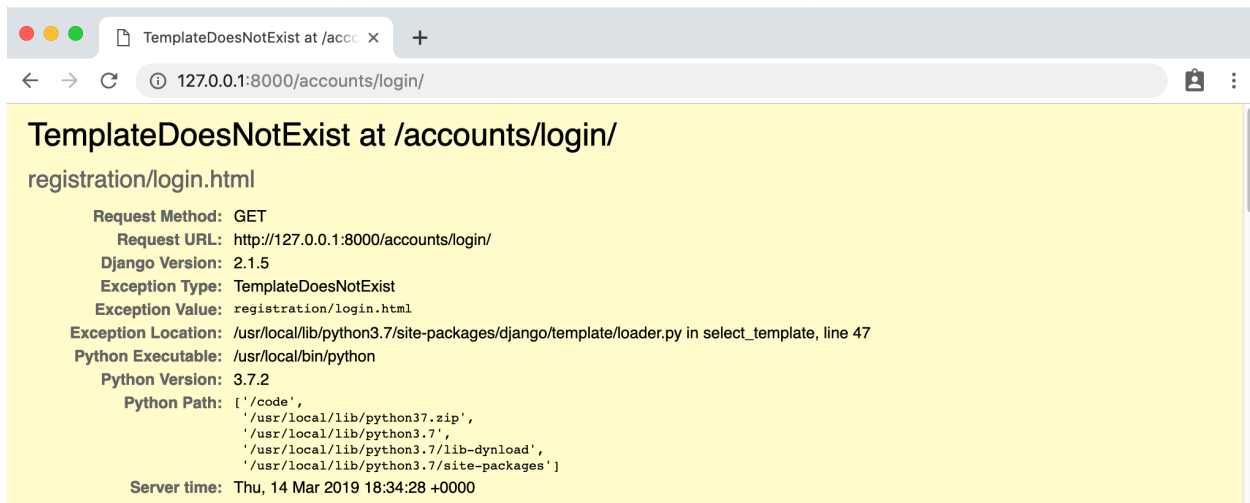 TemplateDoesNotExist at /acco
127.0.0.1:8000/accounts/login/
TemplateDoesNotExist at /accounts/login/
registration/login.html
Request Method: GET
Request URL: http://127.0.0.1:8000/accounts/login/
Django Version: 2.1.5
Exception Type: TemplateDoesNotExist
Exception Value: registration/login.html
Exception Location: /usr/local/lib/python3.7/site-packages/django/template/loader.py in select_template, line 47
Python Executable: /usr/local/bin/python
Python Version: 3.7.2
Python Path: ['/code',
'/usr/local/lib/python37.zip',
'/usr/local/lib/python3.7',
'/usr/local/lib/python3.7/lib-dynload',
'/usr/local/lib/python3.7/site-packages']
Server time: Thu, 14 Mar 2019 18:34:28 +0000